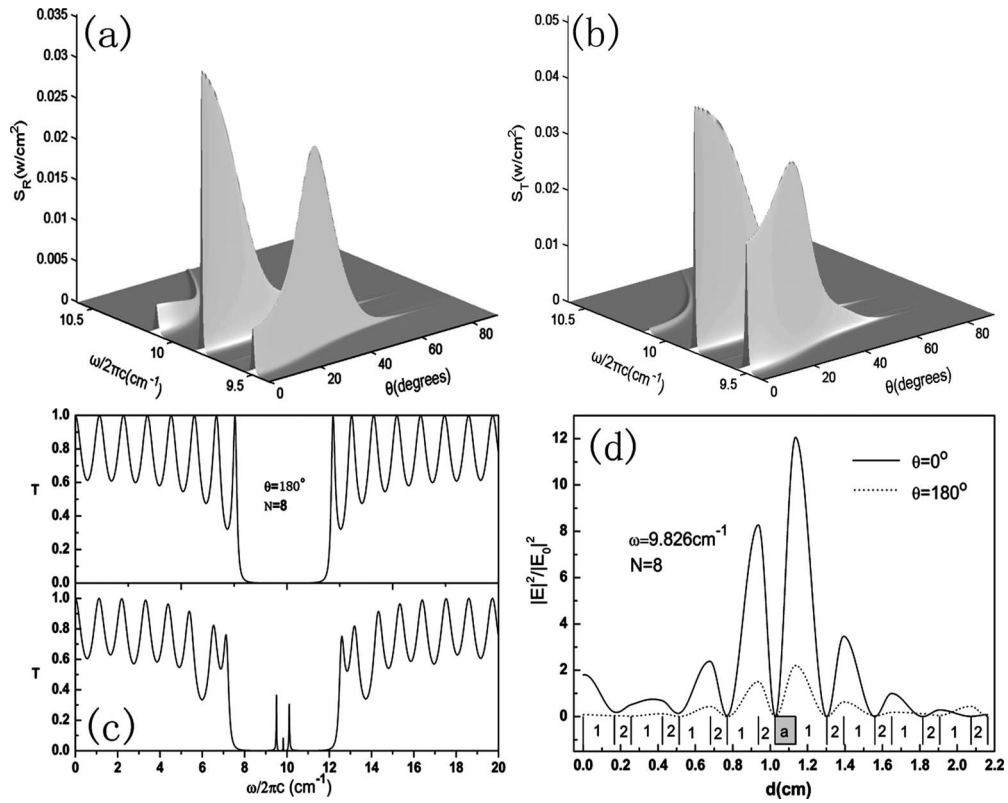 (a)
0.035
0.03
0.025
0.02
0.015
0.01
0.005
0
S_R(w/cm²)
10.5
10
9.5
ω/2πc(cm⁻¹)
0
20
40
60
80
θ(degrees)
(b)
0.05
0.04
0.03
0.02
0.01
0
S_T(w/cm²)
10.5
10
9.5
ω/2πc(cm⁻¹)
0
20
40
60
80
θ(degrees)
1.0
0.8
0.6
0.4
0.2
0.0
T
θ=180°
N=8
1.0
0.8
0.6
0.4
0.2
0.0
T
(c)
0 2 4 6 8 10 12 14 16 18 20
ω/2πc (cm⁻¹)
(d)
12
10
8
6
4
2
0
|E|²/|E₀|²
θ=0°
θ=180°
ω=9.826cm⁻¹
N=8
1 2 1 2 1 2 1 2 a 1 2 1 2 1 2 1 2
0.0 0.2 0.4 0.6 0.8 1.0 1.2 1.4 1.6 1.8 2.0 2.2
d(cm)